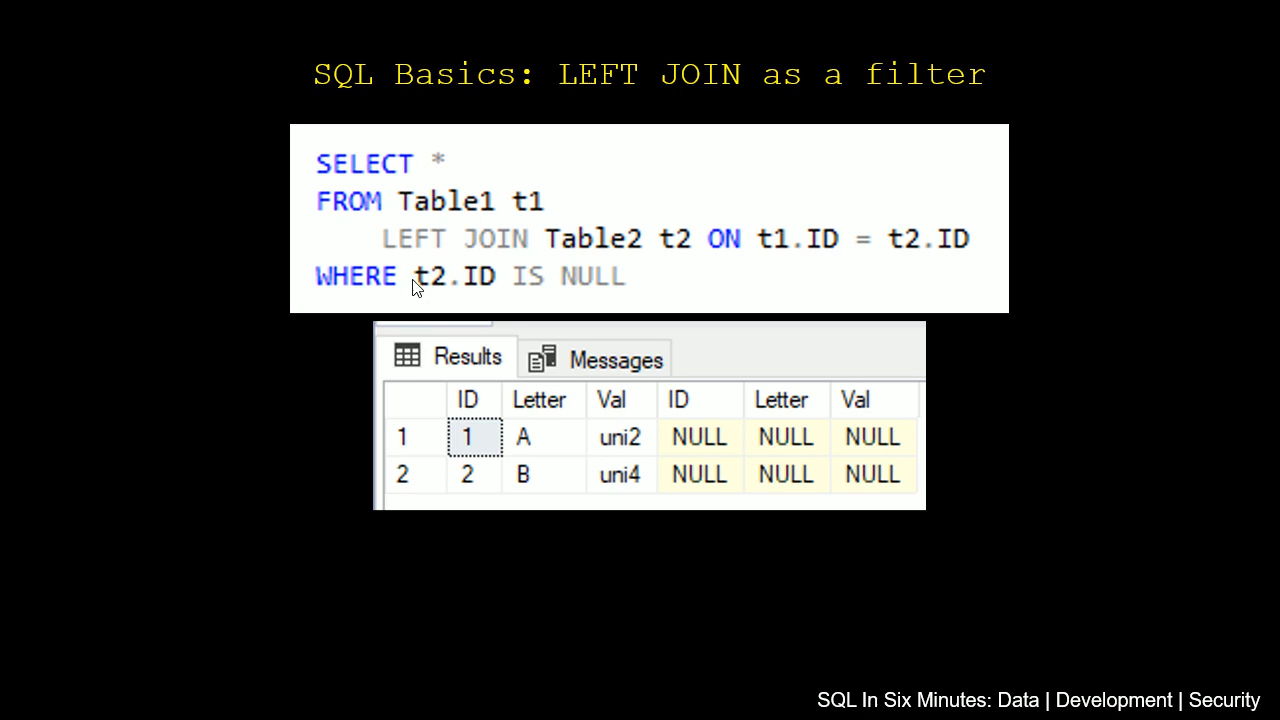 SQL Basics: LEFT JOIN as a filter
SELECT *
FROM Table1 t1
LEFT JOIN Table2 t2 ON t1.ID = t2.ID
WHERE t2.ID IS NULL
Results Messages
ID Letter Val ID Letter Val
1 1 A uni2 NULL NULL NULL
2 2 B uni4 NULL NULL NULL
SQL In Six Minutes: Data | Development | Security